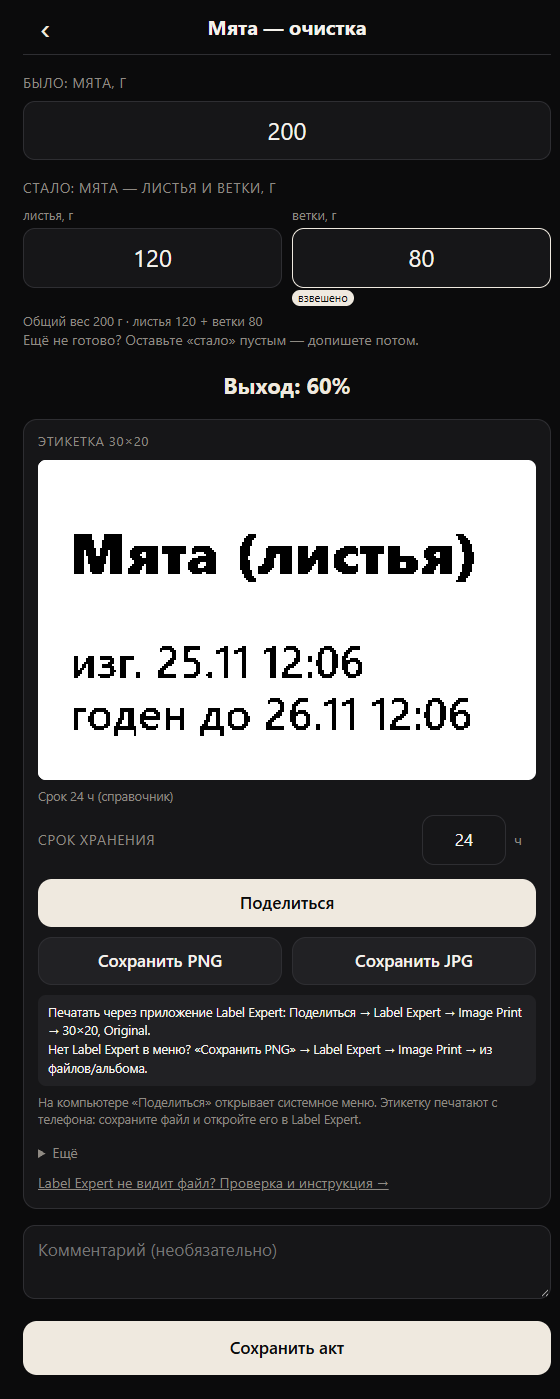 Мята — очистка
БЫЛО: МЯТА, Г
200
СТАЛО: МЯТА — ЛИСТЬЯ И ВЕТКИ, Г
листья, г
ветки, г
120
80
взвешено
Общий вес 200 г · листья 120 + ветки 80
Ещё не готово? Оставьте «стало» пустым — допишете потом.
Выход: 60%
ЭТИКЕТКА 30×20
Мята (листья)
изг. 25.11 12:06
годен до 26.11 12:06
Срок 24 ч (справочник)
СРОК ХРАНЕНИЯ
24
ч
Поделиться
Сохранить PNG
Сохранить JPG
Печатать через приложение Label Expert: Поделиться → Label Expert → Image Print
→ 30×20, Original.
Нет Label Expert в меню? «Сохранить PNG» → Label Expert → Image Print → из
файлов/альбома.
На компьютере «Поделиться» открывает системное меню. Этикетку печатают с
телефона: сохраните файл и откройте его в Label Expert.
Ещё
Label Expert не видит файл? Проверка и инструкция →
Комментарий (необязательно)
Сохранить акт